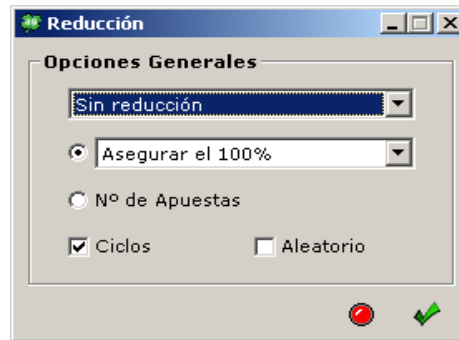 Reducción
Opciones Generales
Sin reducción
Asegurar el 100%
Nº de Apuestas
Ciclos
Aleatorio